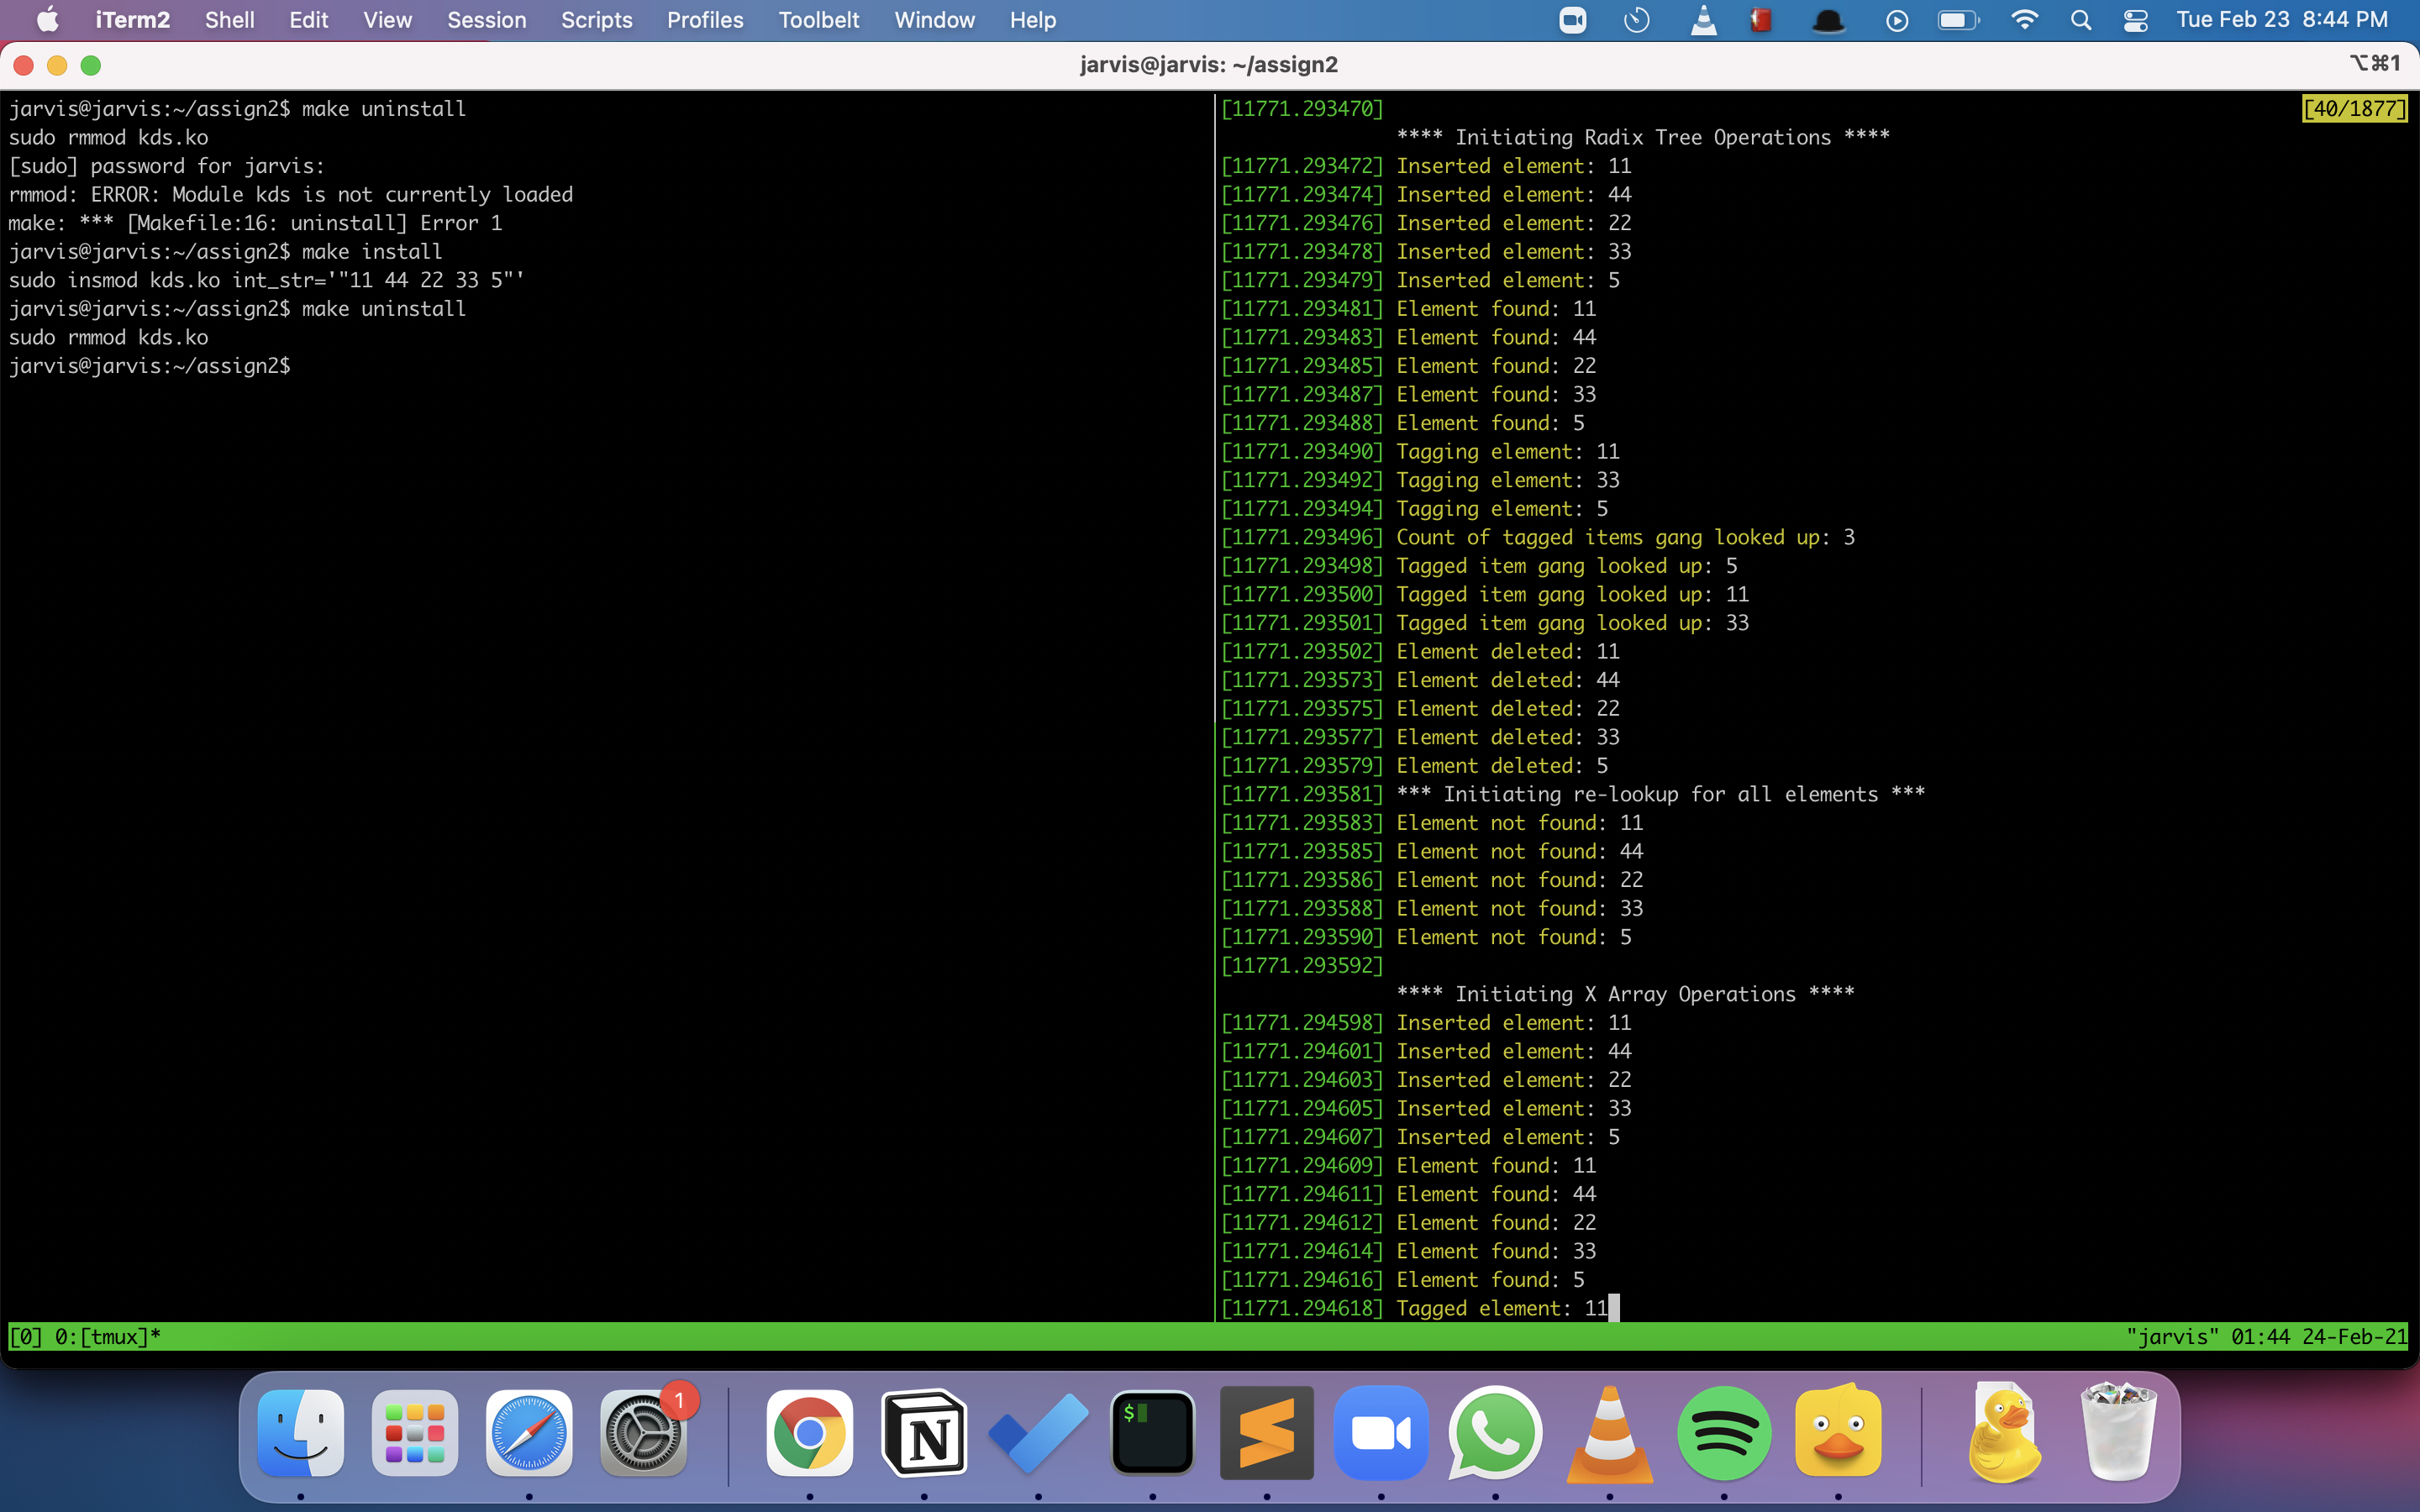 iTerm2 Shell Edit View Session Scripts Profiles Toolbelt Window Help Tue Feb 23 8:44 PM
jarvis@jarvis: ~/assign2 ⌥⌘1
jarvis@jarvis:~/assign2$ make uninstall
sudo rmmod kds.ko
[sudo] password for jarvis:
rmmod: ERROR: Module kds is not currently loaded
make: *** [Makefile:16: uninstall] Error 1
jarvis@jarvis:~/assign2$ make install
sudo insmod kds.ko int_str='"11 44 22 33 5"'
jarvis@jarvis:~/assign2$ make uninstall
sudo rmmod kds.ko
jarvis@jarvis:~/assign2$
[11771.293470] [40/1877]
**** Initiating Radix Tree Operations ****
[11771.293472] Inserted element: 11
[11771.293474] Inserted element: 44
[11771.293476] Inserted element: 22
[11771.293478] Inserted element: 33
[11771.293479] Inserted element: 5
[11771.293481] Element found: 11
[11771.293483] Element found: 44
[11771.293485] Element found: 22
[11771.293487] Element found: 33
[11771.293488] Element found: 5
[11771.293490] Tagging element: 11
[11771.293492] Tagging element: 33
[11771.293494] Tagging element: 5
[11771.293496] Count of tagged items gang looked up: 3
[11771.293498] Tagged item gang looked up: 5
[11771.293500] Tagged item gang looked up: 11
[11771.293501] Tagged item gang looked up: 33
[11771.293502] Element deleted: 11
[11771.293573] Element deleted: 44
[11771.293575] Element deleted: 22
[11771.293577] Element deleted: 33
[11771.293579] Element deleted: 5
[11771.293581] *** Initiating re-lookup for all elements ***
[11771.293583] Element not found: 11
[11771.293585] Element not found: 44
[11771.293586] Element not found: 22
[11771.293588] Element not found: 33
[11771.293590] Element not found: 5
[11771.293592]
**** Initiating X Array Operations ****
[11771.294598] Inserted element: 11
[11771.294601] Inserted element: 44
[11771.294603] Inserted element: 22
[11771.294605] Inserted element: 33
[11771.294607] Inserted element: 5
[11771.294609] Element found: 11
[11771.294611] Element found: 44
[11771.294612] Element found: 22
[11771.294614] Element found: 33
[11771.294616] Element found: 5
[11771.294618] Tagged element: 11
[0] 0:[tmux]* "jarvis" 01:44 24-Feb-21
1
N
$